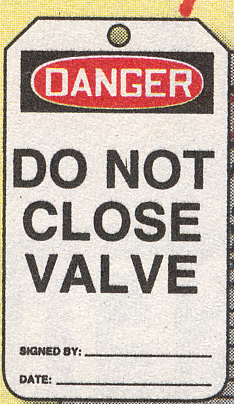 DANGER
DO NOT
CLOSE
VALVE
SIGNED BY:
DATE: